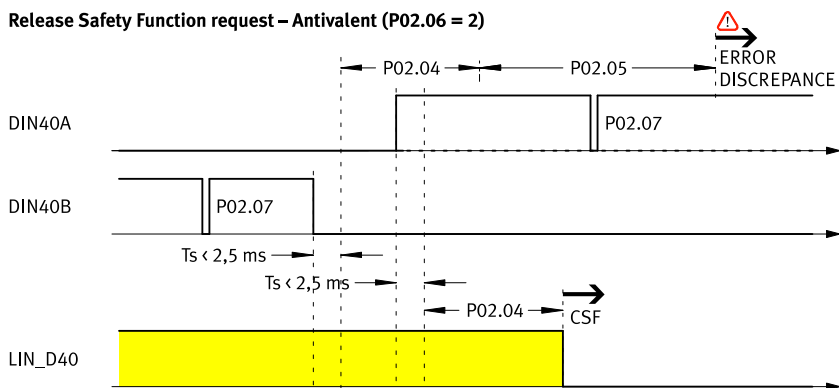 Release Safety Function request – Antivalent (P02.06 = 2)
P02.04
P02.05
ERROR
DISCREPANCE
DIN40A
P02.07
DIN40B
P02.07
Ts < 2,5 ms
Ts < 2,5 ms
P02.04
CSF
LIN_D40